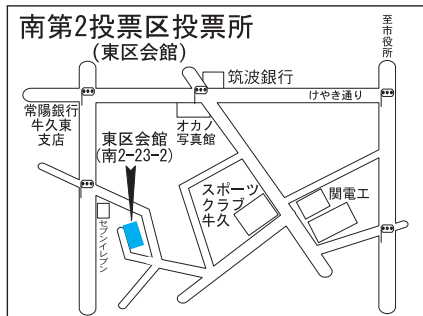 南第2投票区投票所
(東区会館)
至市役所
筑波銀行
けやき通り
常陽銀行
牛久東
支店
オカノ
写真館
東区会館
(南2-23-2)
スポーツ
クラブ
牛久
関電工
セブンイレブン